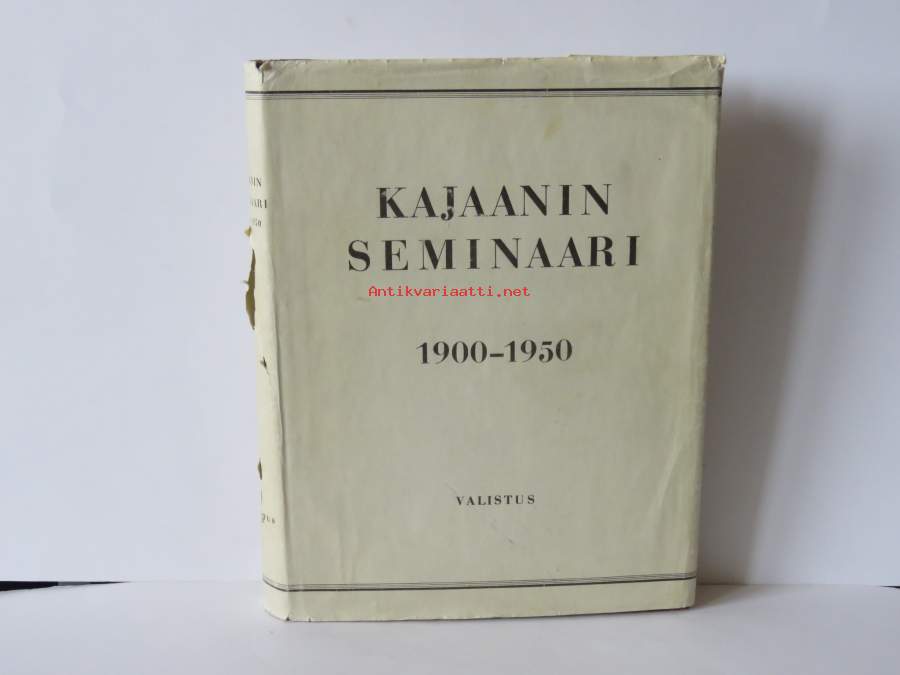 KAJAANIN
SEMINAARI
Antikvariaatti.net
1900–1950
VALISTUS